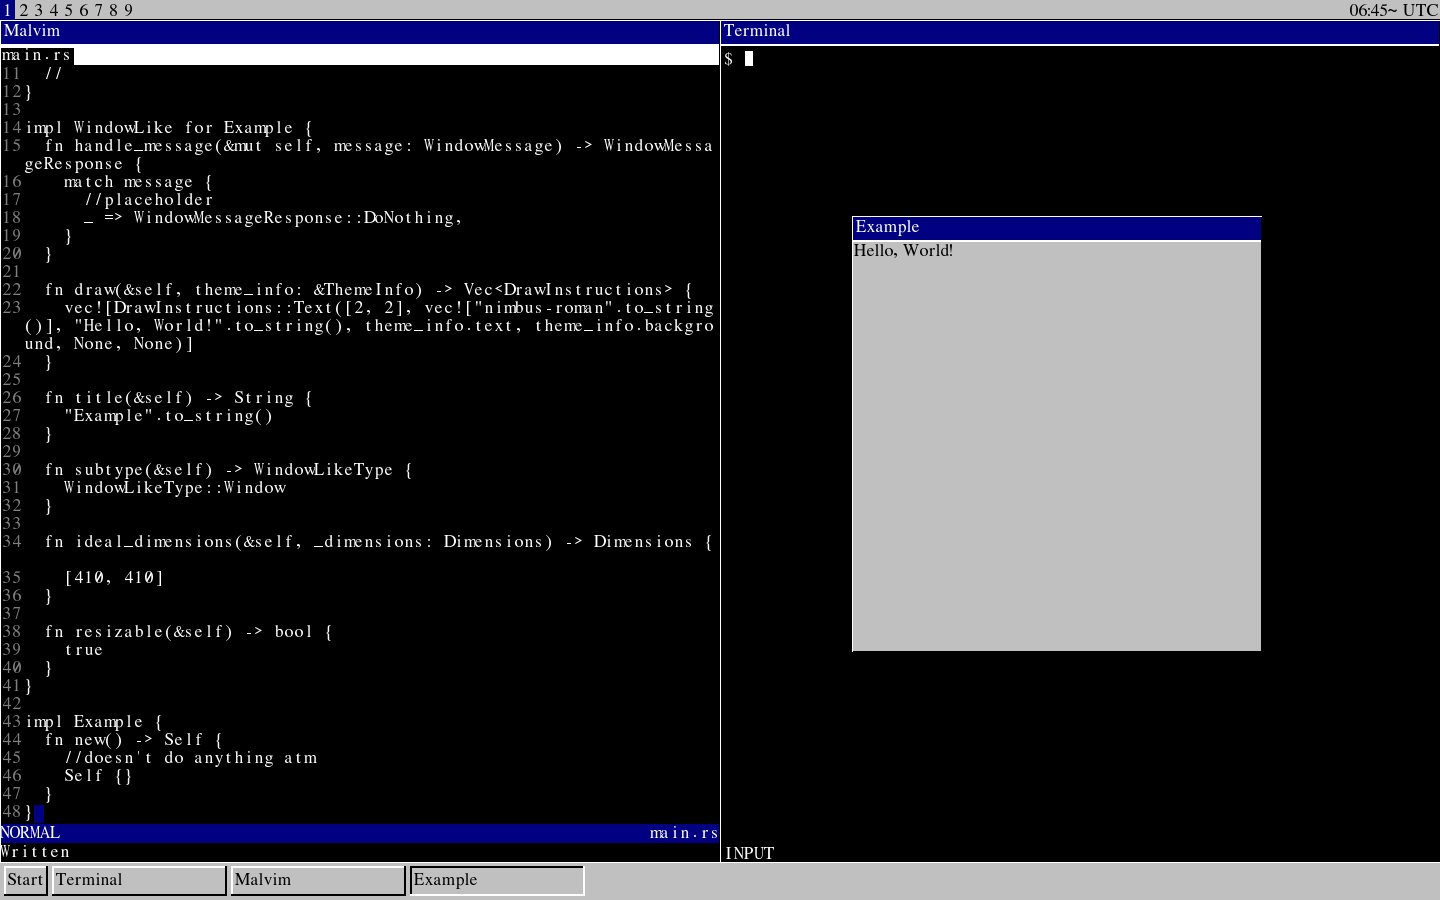 1 2 3 4 5 6 7 8 9
06:45~ UTC
Malvim
main.rs
11 //
12 }
13
14 impl WindowLike for Example {
15 fn handle_message(&mut self, message: WindowMessage) -> WindowMessa
geResponse {
16 match message {
17 //placeholder
18 _ => WindowMessageResponse::DoNothing,
19 }
20 }
21
22 fn draw(&self, theme_info: &ThemeInfo) -> Vec<DrawInstructions> {
23 vec![DrawInstructions::Text([2, 2], vec!["nimbus-roman".to_string
()], "Hello, World!".to_string(), theme_info.text, theme_info.backgro
und, None, None)]
24 }
25
26 fn title(&self) -> String {
27 "Example".to_string()
28 }
29
30 fn subtype(&self) -> WindowLikeType {
31 WindowLikeType::Window
32 }
33
34 fn ideal_dimensions(&self, _dimensions: Dimensions) -> Dimensions {
35 [410, 410]
36 }
37
38 fn resizable(&self) -> bool {
39 true
40 }
41 }
42
43 impl Example {
44 fn new() -> Self {
45 //doesn't do anything atm
46 Self {}
47 }
48 }
NORMAL main.rs
Written
Terminal
$
Example
Hello, World!
INPUT
Start Terminal Malvim Example